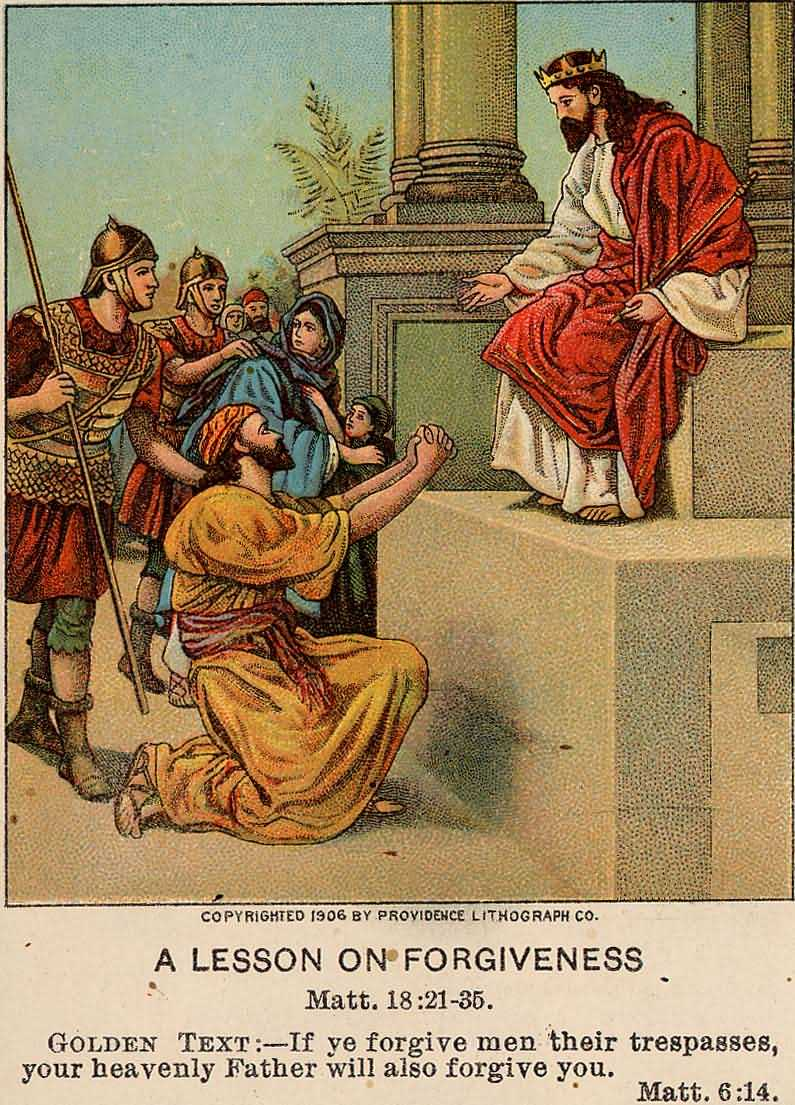 COPYRIGHTED 1906 BY PROVIDENCE LITHOGRAPH CO.
A LESSON ON FORGIVENESS
Matt. 18:21-35.
GOLDEN TEXT:—If ye forgive men their trespasses,
your heavenly Father will also forgive you.
Matt. 6:14.